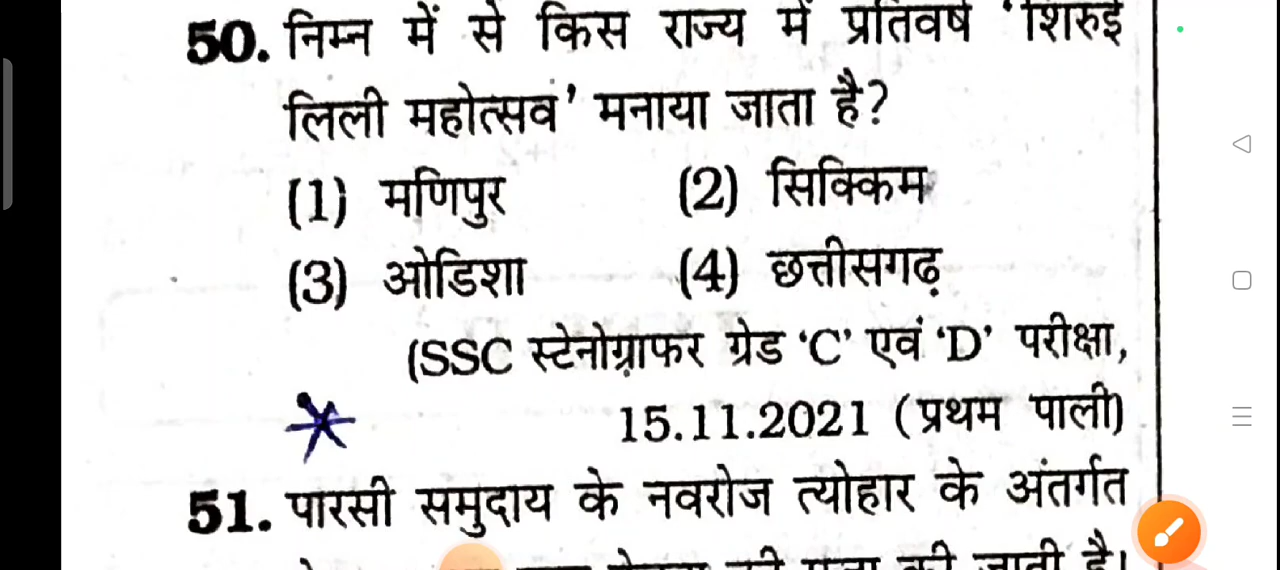 50. निम्न में से किस राज्य में प्रतिवर्ष 'शिरुई
लिली महोत्सव' मनाया जाता है?
(1) मणिपुर (2) सिक्किम
(3) ओडिशा (4) छत्तीसगढ़
(SSC स्टेनोग्राफर ग्रेड 'C' एवं 'D' परीक्षा,
15.11.2021 (प्रथम पाली)
51. पारसी समुदाय के नवरोज त्योहार के अंतर्गत
की पूजा की जाती है।